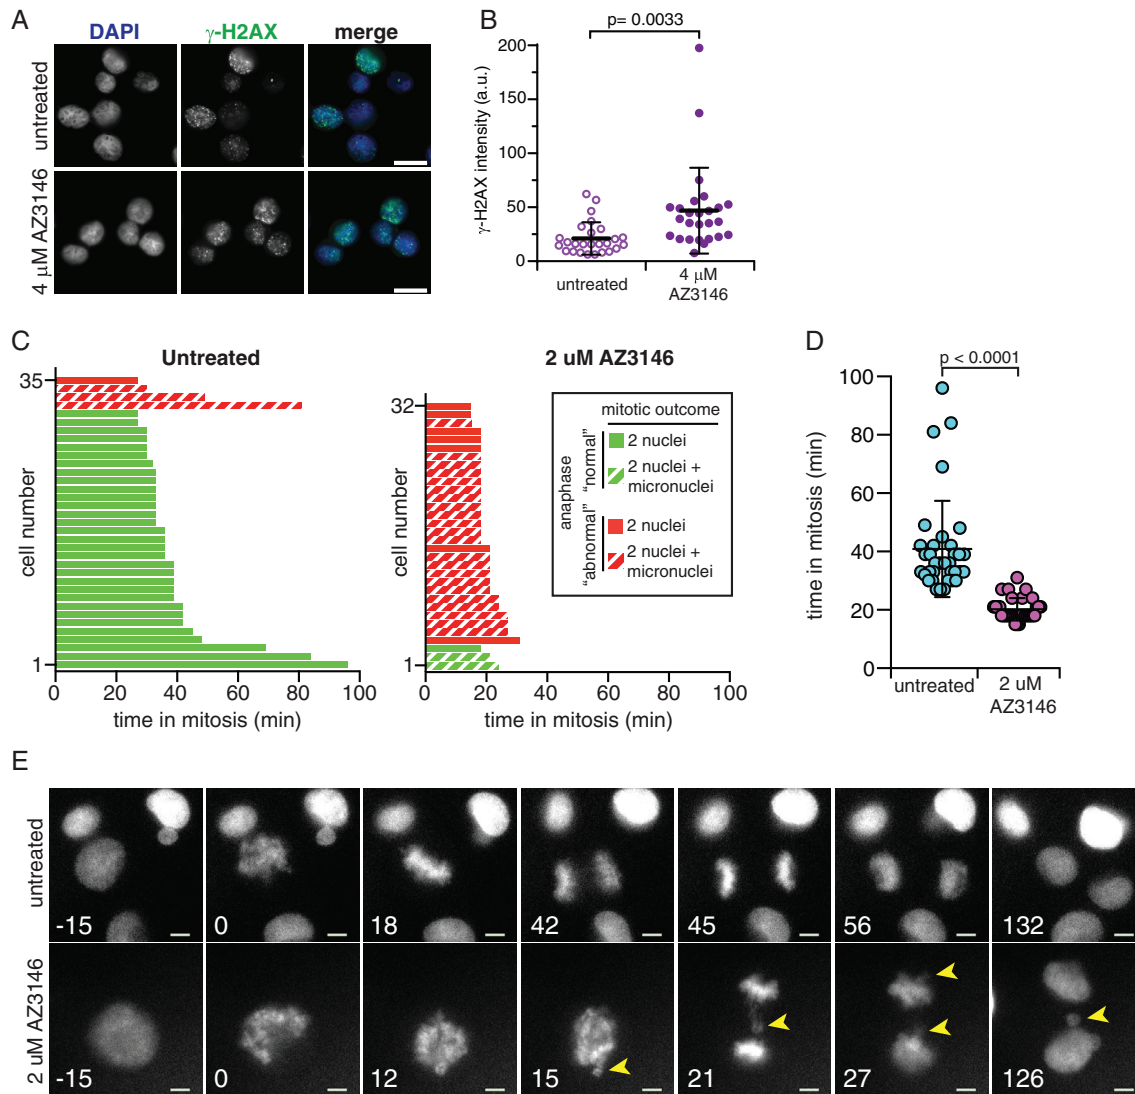 A
DAPI
γ-H2AX
merge
untreated
4 μM AZ3146
B
p= 0.0033
γ-H2AX intensity (a.u.)
200
150
100
50
0
untreated
4 μM
AZ3146
C
Untreated
35
1
cell number
0 20 40 60 80 100
time in mitosis (min)
2 uM AZ3146
32
1
cell number
0 20 40 60 80 100
time in mitosis (min)
mitotic outcome
anaphase
"normal"
2 nuclei
2 nuclei +
micronuclei
"abnormal"
2 nuclei
2 nuclei +
micronuclei
D
p < 0.0001
time in mitosis (min)
100
80
60
40
20
0
untreated
2 uM
AZ3146
E
untreated
-15 0 18 42 45 56 132
2 uM AZ3146
-15 0 12 15 21 27 126